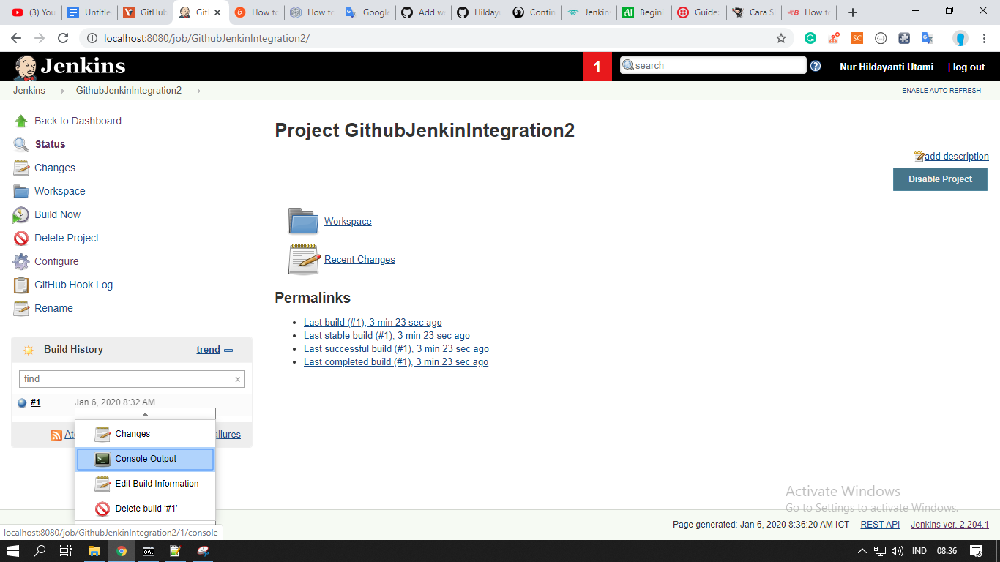 (3) You
Untitle
GitHub
Git
How to
How to
Google
Add w
Hilday
Contin
Jenkin
Begini
Guide:
Cara S
How to
localhost:8080/job/GithubJenkinIntegration2/
Jenkins
1
search
Nur Hildayanti Utami
| log out
Jenkins
GithubJenkinIntegration2
ENABLE AUTO REFRESH
Back to Dashboard
Status
Changes
Workspace
Build Now
Delete Project
Configure
GitHub Hook Log
Rename
Project GithubJenkinIntegration2
add description
Disable Project
Workspace
Recent Changes
Permalinks
Last build (#1), 3 min 23 sec ago
Last stable build (#1), 3 min 23 sec ago
Last successful build (#1), 3 min 23 sec ago
Last completed build (#1), 3 min 23 sec ago
Build History
trend
find
x
#1
Jan 6, 2020 8:32 AM
Ato
ailures
Changes
Console Output
Edit Build Information
Delete build ‘#1’
Activate Windows
Go to Settings to activate Windows.
Page generated: Jan 6, 2020 8:36:20 AM ICT
REST API
Jenkins ver. 2.204.1
localhost:8080/job/GithubJenkinIntegration2/1/console
IND
08.36